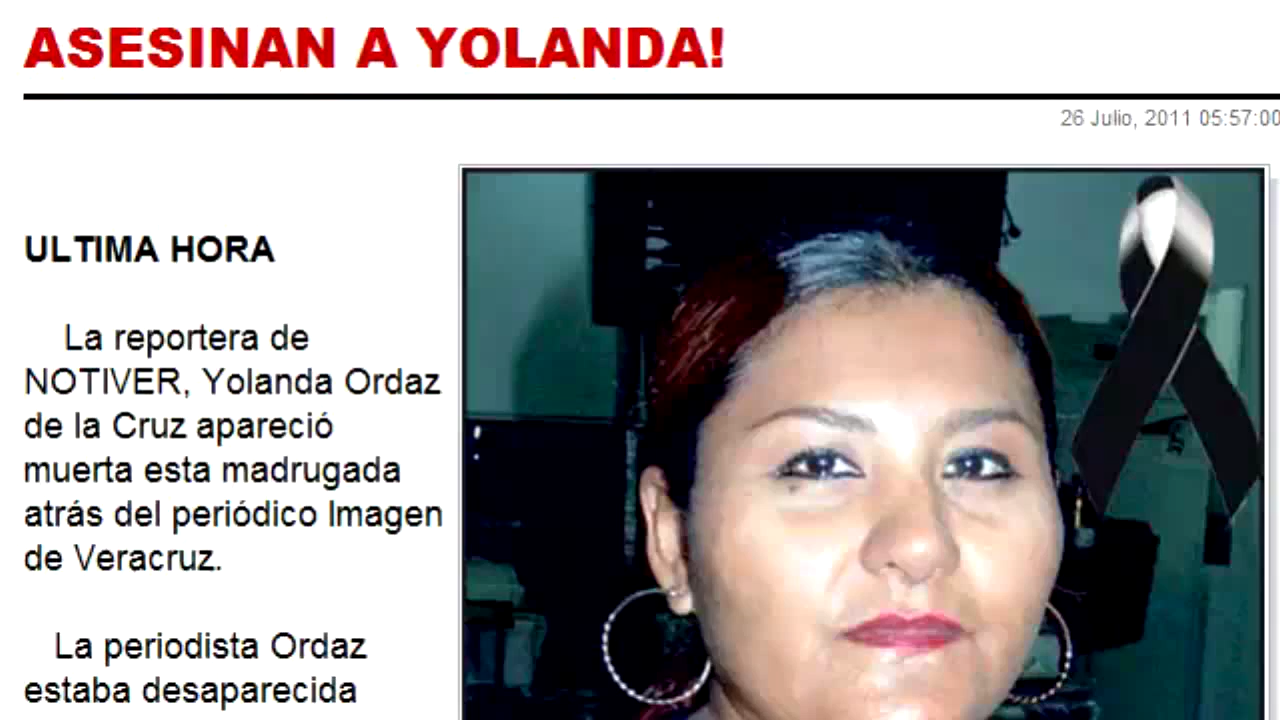 ASESINAN A YOLANDA!
26 Julio, 2011 05:57:00
ULTIMA HORA
La reportera de
NOTIVER, Yolanda Ordaz
de la Cruz apareció
muerta esta madrugada
atrás del periódico Imagen
de Veracruz.
La periodista Ordaz
estaba desaparecida